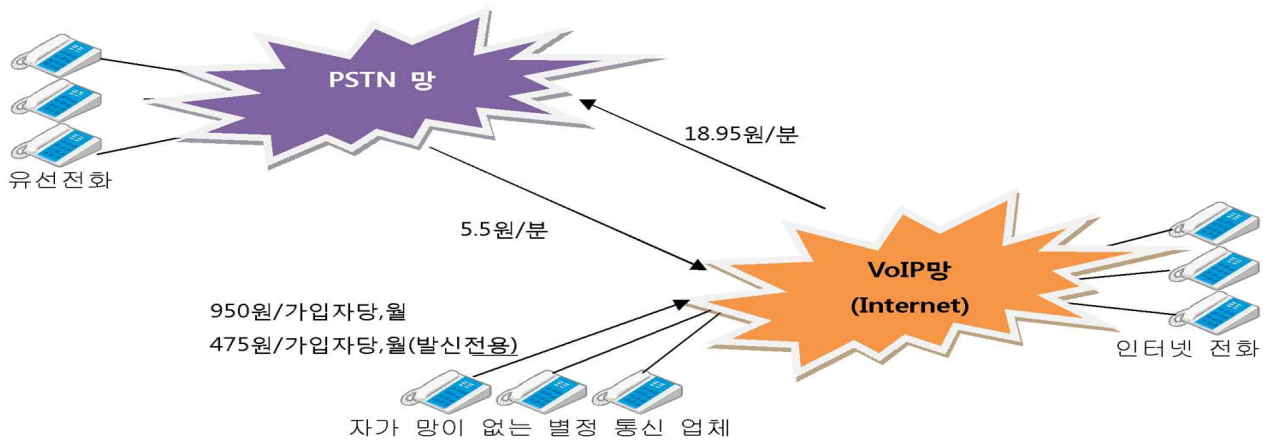 PSTN 망
18.95원/분
유선전화
5.5원/분
VoIP망
(Internet)
950원/가입자당,월
475원/가입자당,월(발신전용)
인터넷 전화
자가 망이 없는 별정 통신 업체